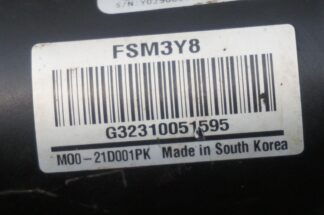 FSM3Y8
G32310051595
M00-21D001PK Made in South Korea